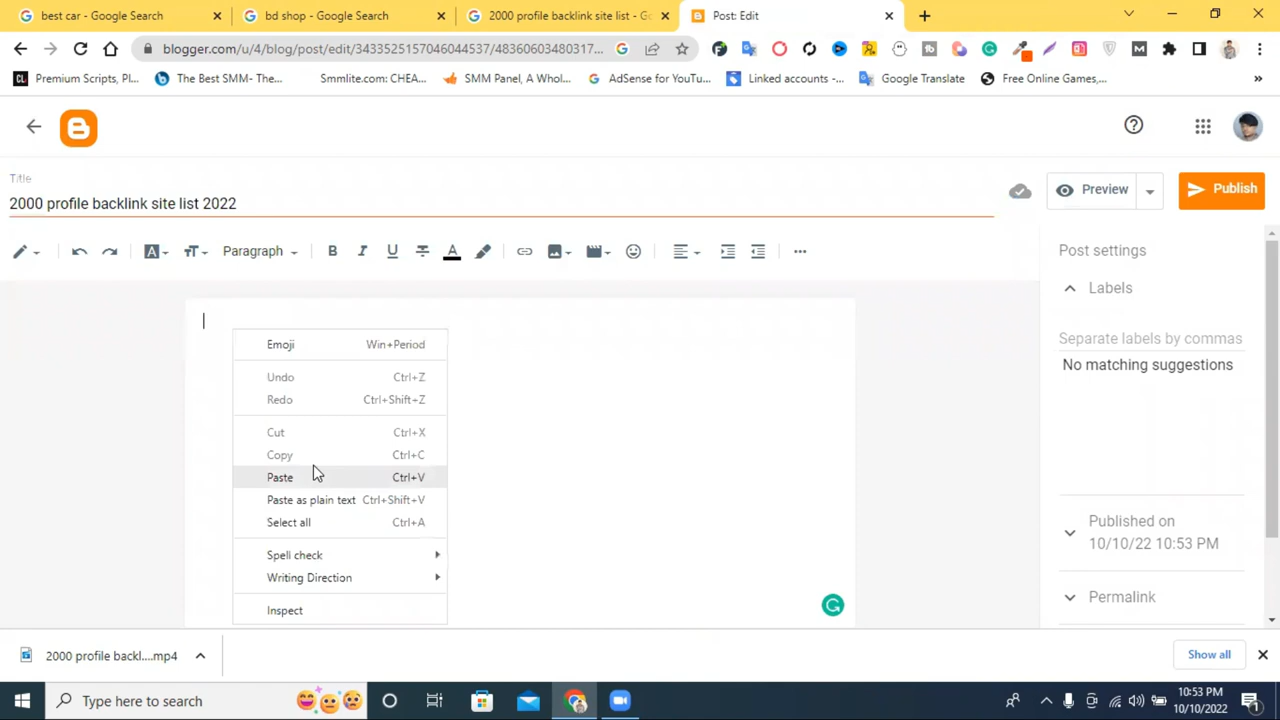 best car - Google Search
bd shop - Google Search
2000 profile backlink site list - Go
Post: Edit
blogger.com/u/4/blog/post/edit/3433525157046044537/48360603480317...
Premium Scripts, Pl...
The Best SMM- The...
Smmlite.com: CHEA...
SMM Panel, A Whol...
AdSense for YouTu...
Linked accounts -...
Google Translate
Free Online Games,...
Title
2000 profile backlink site list 2022
Preview
Publish
Paragraph
Post settings
Labels
Separate labels by commas
No matching suggestions
Emoji Win+Period
Undo Ctrl+Z
Redo Ctrl+Shift+Z
Cut Ctrl+X
Copy Ctrl+C
Paste Ctrl+V
Paste as plain text Ctrl+Shift+V
Select all Ctrl+A
Spell check
Writing Direction
Inspect
Published on
10/10/22 10:53 PM
Permalink
2000 profile backl....mp4
Show all
Type here to search
10:53 PM
10/10/2022